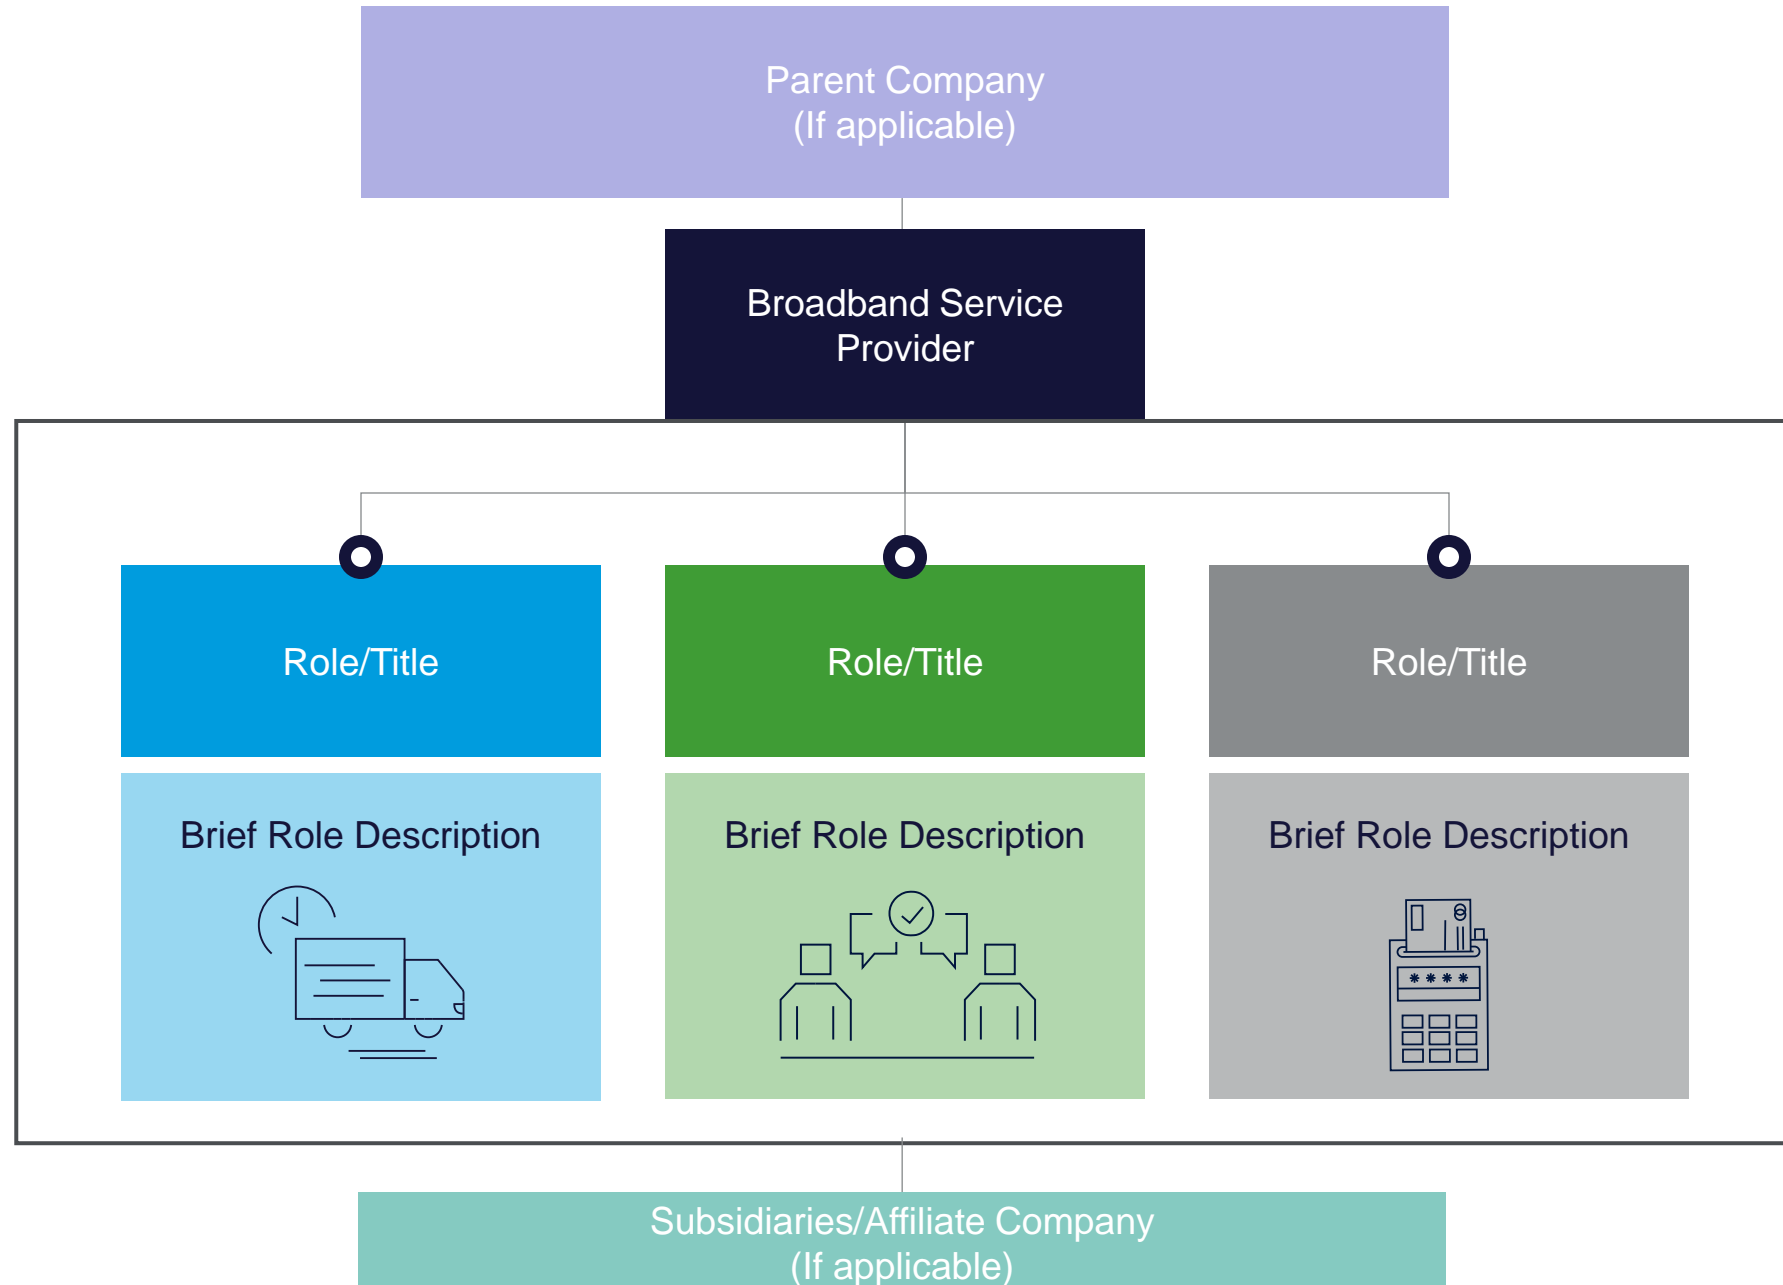 Parent Company
(If applicable)
Broadband Service
Provider
Role/Title
Role/Title
Role/Title
Brief Role Description
Brief Role Description
Brief Role Description
****
Subsidiaries/Affiliate Company
(If applicable)